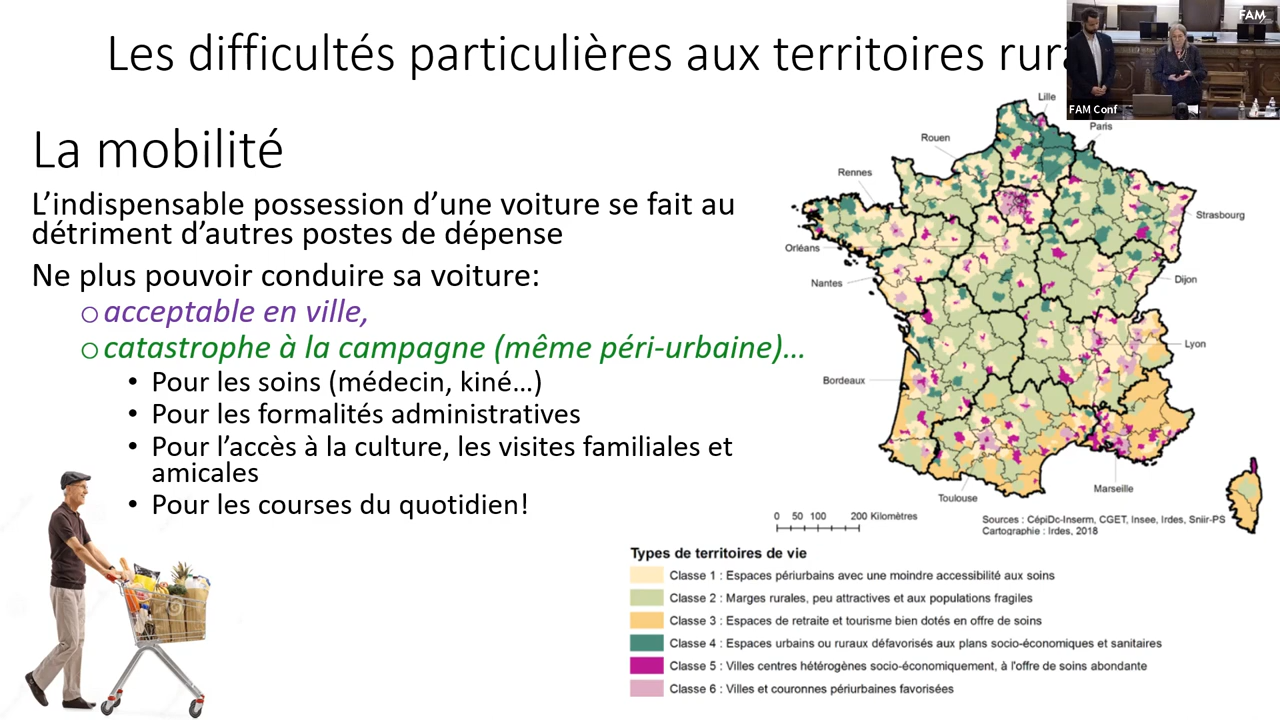 Les difficultés particulières aux territoires rura
FAM
FAM Conf
La mobilité
L'indispensable possession d'une voiture se fait au
détriment d'autres postes de dépense
Ne plus pouvoir conduire sa voiture:
o acceptable en ville,
o catastrophe à la campagne (même péri-urbaine)…
• Pour les soins (médecin, kiné…)
• Pour les formalités administratives
• Pour l'accès à la culture, les visites familiales et
amicales
• Pour les courses du quotidien!
Lille
Paris
Rouen
Rennes
Strasbourg
Orléans
Nantes
Dijon
Lyon
Bordeaux
Marseille
Toulouse
0 50 100 200 Kilomètres
Sources : CépiDc-Inserm, CGET, Insee, Irdes, Sniir-PS
Cartographie : Irdes, 2018
Types de territoires de vie
Classe 1 : Espaces périurbains avec une moindre accessibilité aux soins
Classe 2 : Marges rurales, peu attractives et aux populations fragiles
Classe 3 : Espaces de retraite et tourisme bien dotés en offre de soins
Classe 4 : Espaces urbains ou ruraux défavorisés aux plans socio-économiques et sanitaires
Classe 5 : Villes centres hétérogènes socio-économiquement, à l'offre de soins abondante
Classe 6 : Villes et couronnes périurbaines favorisées